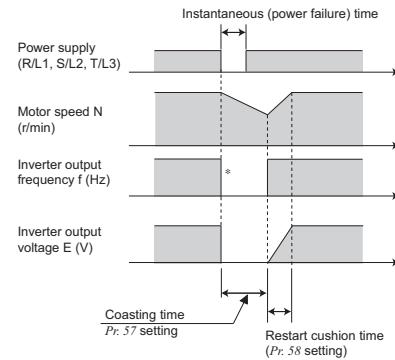 Instantaneous (power failure) time
Power supply
(R/L1, S/L2, T/L3)
Motor speed N
(r/min)
Inverter output
frequency f (Hz)
*
Inverter output
voltage E (V)
Coasting time
Pr. 57 setting
Restart cushion time
(Pr. 58 setting)